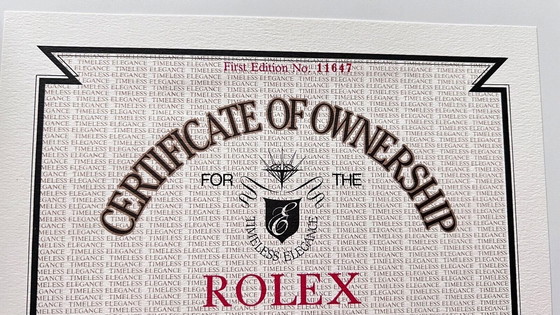 First Edition No. 11647
CERTIFICATE OF OWNERSHIP
FOR THE
E
TIMELESS ELEGANCE
ROLEX